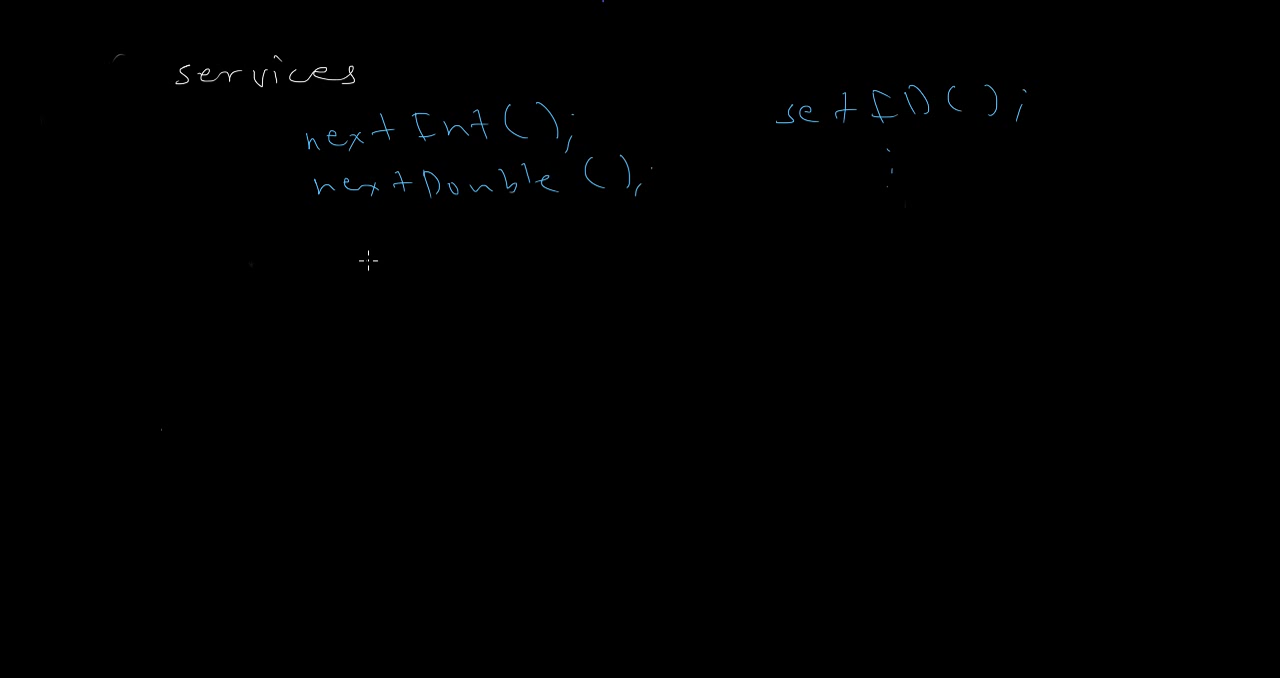 services
nextInt();
nextDouble();
setID();
⋮